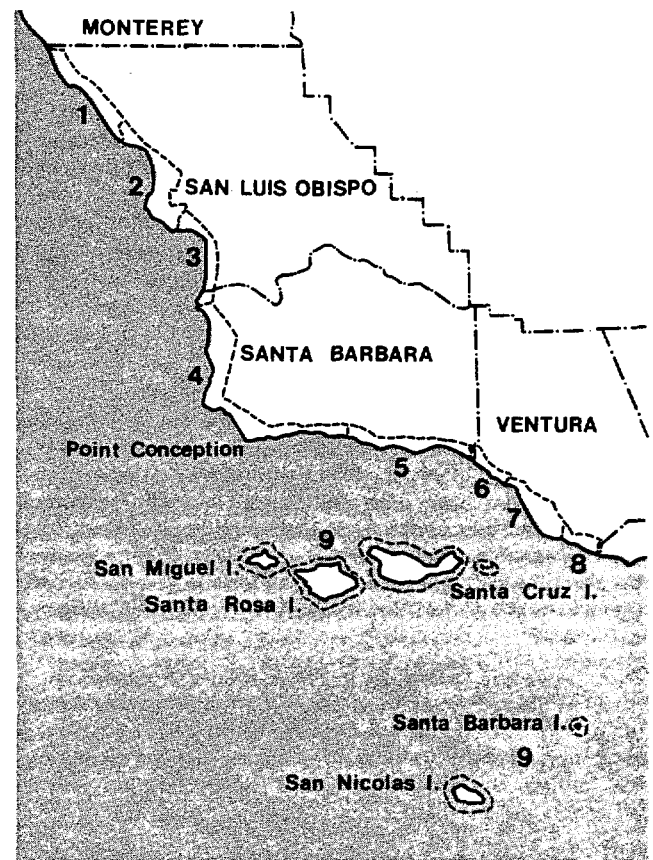 MONTEREY
1
2
SAN LUIS OBISPO
3
SANTA BARBARA
4
VENTURA
Point Conception
5
6
7
9
8
San Miguel I.
Santa Cruz I.
Santa Rosa I.
Santa Barbara I.
9
San Nicolas I.